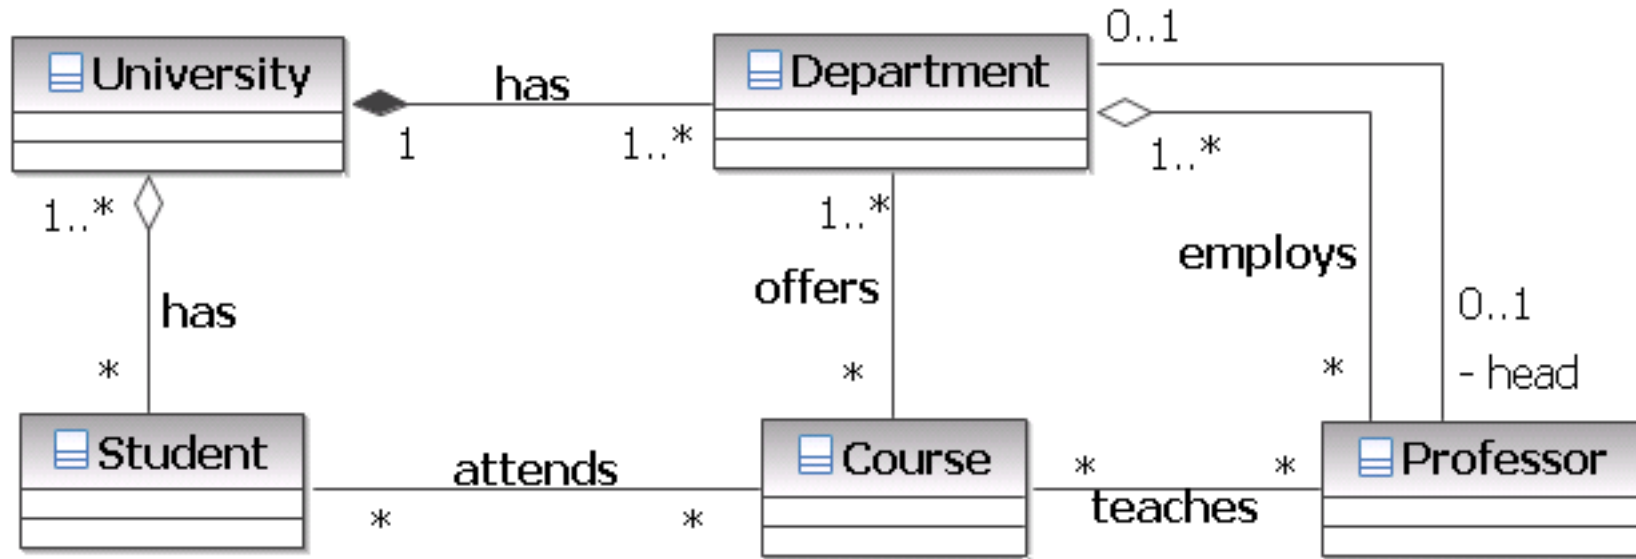 0..1
University
Department
has
1
1..*
1..*
1..*
1..*
employs
offers
has
0..1
*
*
*
- head
Student
attends
Course
*
*
Professor
teaches
*
*